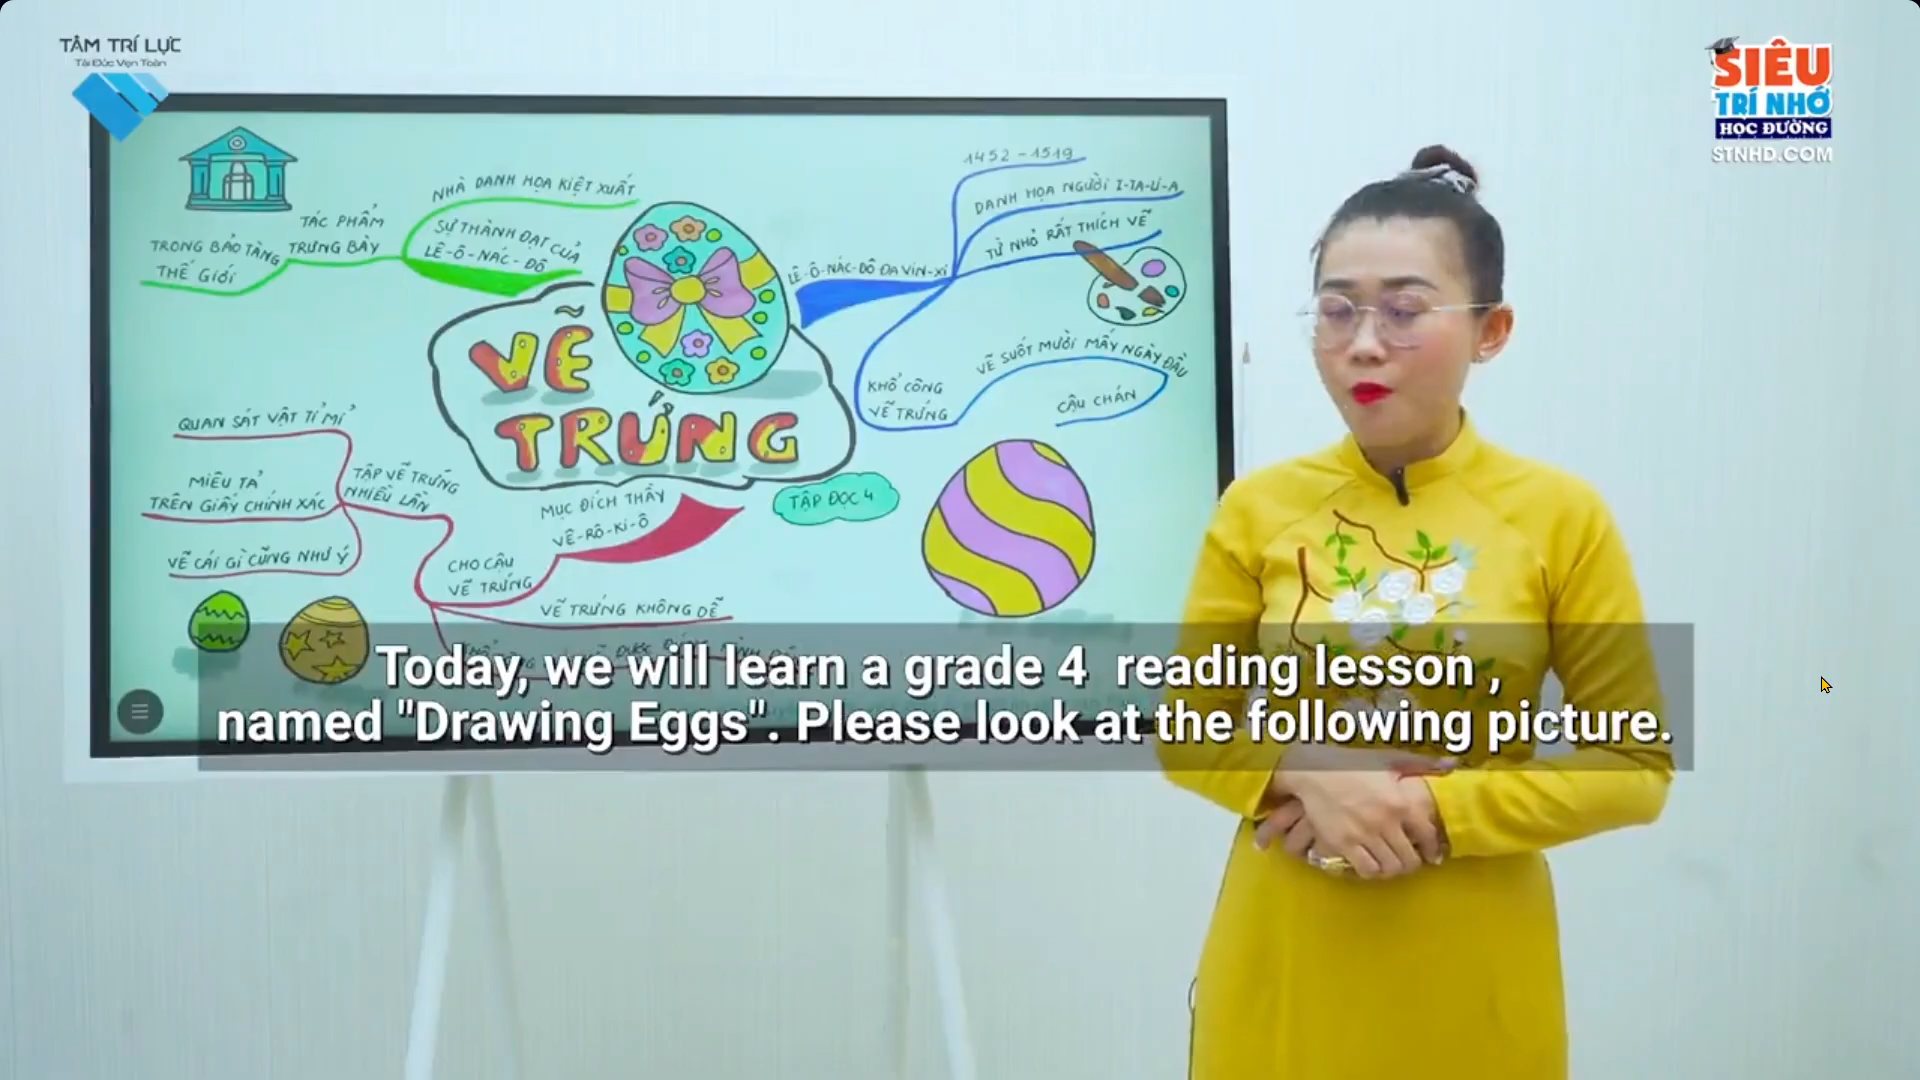 TÂM TRÍ LỰC
Tài Đức Vẹn Toàn
SIÊU
TRÍ NHỚ
HỌC ĐƯỜNG
STNHD.COM
NHÀ DANH HỌA KIỆT XUẤT
SỰ THÀNH ĐẠT CỦA
LÊ-Ô-NÁC-ĐÔ
TÁC PHẨM
TRƯNG BÀY
TRONG BẢO TÀNG
THẾ GIỚI
VẼ
TRỨNG
LÊ-Ô-NÁC-ĐÔ ĐA VIN-XI
1452 - 1519
DANH HỌA NGƯỜI I-TA-LI-A
TỪ NHỎ RẤT THÍCH VẼ
KHỔ CÔNG
VẼ TRỨNG
VẼ SUỐT MƯỜI MẤY NGÀY ĐẦU
CẬU CHÁN
TẬP ĐỌC 4
MỤC ĐÍCH THẦY
VÊ-RÔ-KI-Ô
CHO CẬU
VẼ TRỨNG
TẬP VẼ TRỨNG
NHIỀU LẦN
QUAN SÁT VẬT TỈ MỈ
MIÊU TẢ
TRÊN GIẤY CHÍNH XÁC
VẼ CÁI GÌ CŨNG NHƯ Ý
VẼ TRỨNG KHÔNG DỄ
Today, we will learn a grade 4 reading lesson ,
named "Drawing Eggs". Please look at the following picture.